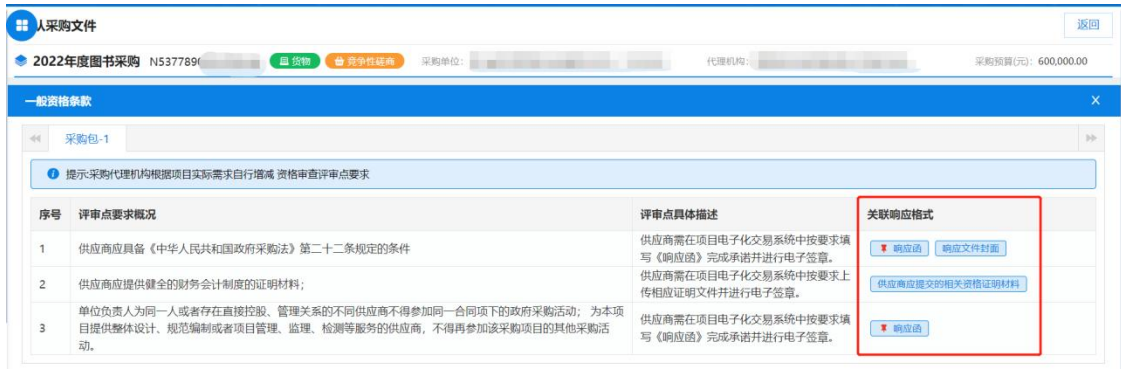 人采购文件
返回
2022年度图书采购 N5377890 货物 竞争性磋商 采购单位: 代理机构: 采购预算(元): 600,000.00
一般资格条款 X
采购包-1
提示:采购代理机构根据项目实际需求自行增减 资格审查评审点要求
序号 评审点要求概况 评审点具体描述 关联响应格式
1 供应商应具备《中华人民共和国政府采购法》第二十二条规定的条件 供应商需在项目电子化交易系统中按要求填 响应函 响应文件封面
写《响应函》完成承诺并进行电子签章。
2 供应商应提供健全的财务会计制度的证明材料; 供应商需在项目电子化交易系统中按要求上 供应商应提交的相关资格证明材料
传相应证明文件并进行电子签章。
3 单位负责人为同一人或者存在直接控股、管理关系的不同供应商不得参加同一合同项下的政府采购活动; 为本项 供应商需在项目电子化交易系统中按要求填 响应函
目提供整体设计、规范编制或者项目管理、监理、检测等服务的供应商，不得再参加该采购项目的其他采购活 写《响应函》完成承诺并进行电子签章。
动。